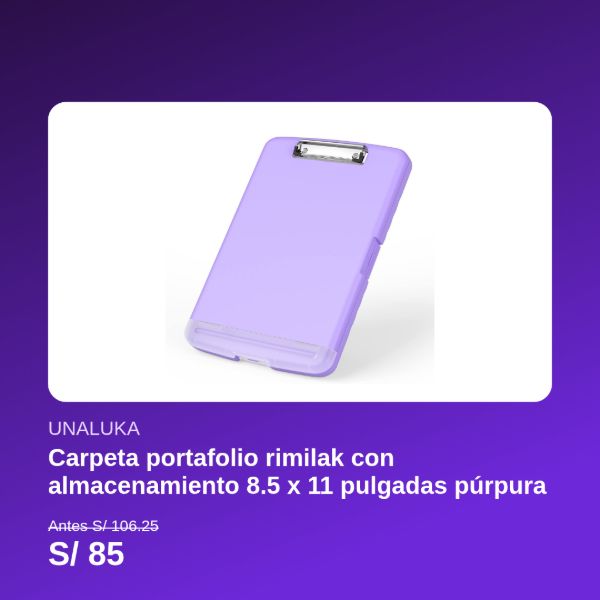 UNALUKA
Carpeta portafolio rimilak con
almacenamiento 8.5 x 11 pulgadas púrpura
Antes S/ 106.25
S/ 85